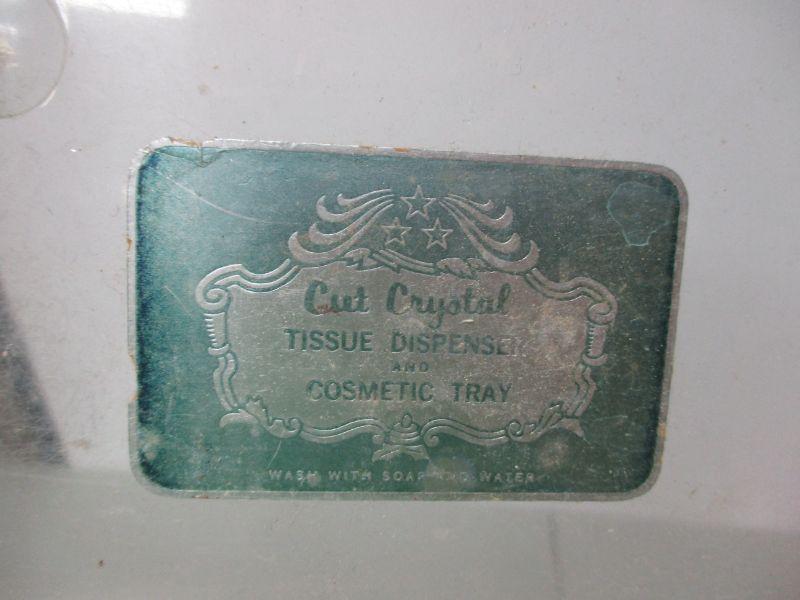 Cut Crystal
TISSUE DISPENSER
AND
COSMETIC TRAY
WASH WITH SOAP AND WATER